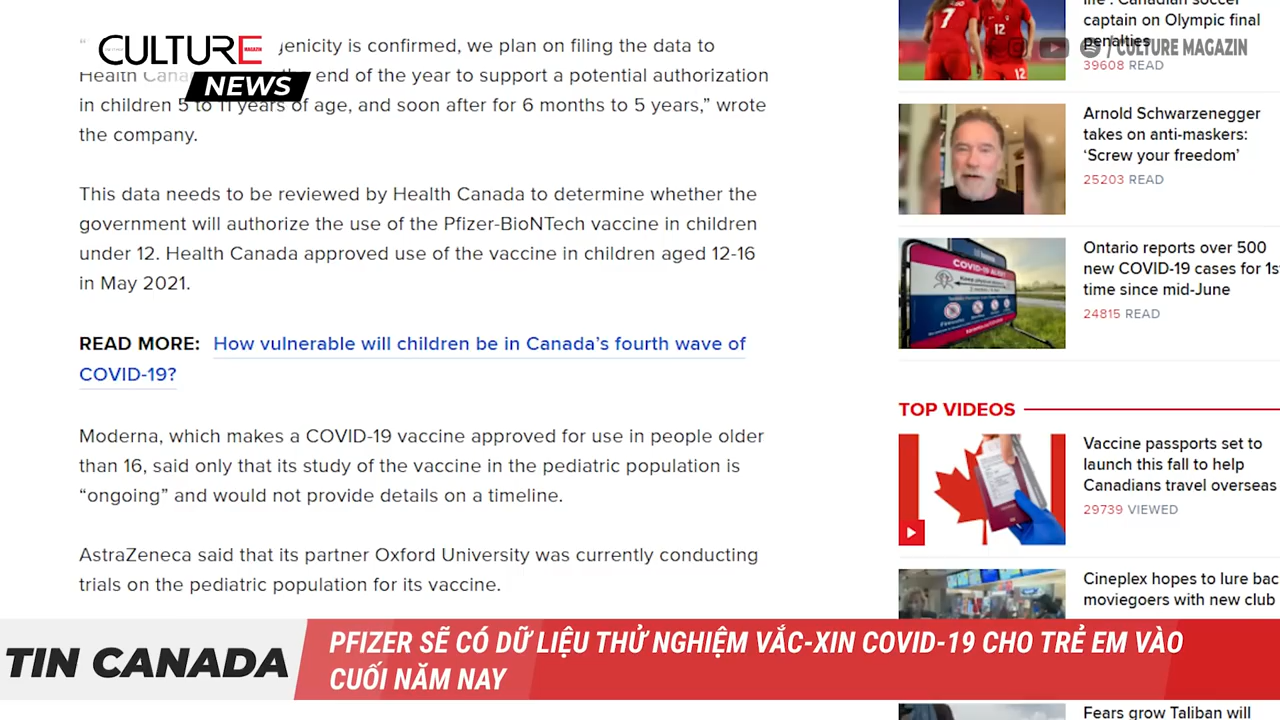 CULTURE
MAGAZIN
NEWS
genicity is confirmed, we plan on filing the data to
Health Cana the end of the year to support a potential authorization
in children 5 to 11 years of age, and soon after for 6 months to 5 years,” wrote
the company.
This data needs to be reviewed by Health Canada to determine whether the
government will authorize the use of the Pfizer-BioNTech vaccine in children
under 12. Health Canada approved use of the vaccine in children aged 12-16
in May 2021.
READ MORE: How vulnerable will children be in Canada’s fourth wave of
COVID-19?
Moderna, which makes a COVID-19 vaccine approved for use in people older
than 16, said only that its study of the vaccine in the pediatric population is
“ongoing” and would not provide details on a timeline.
AstraZeneca said that its partner Oxford University was currently conducting
trials on the pediatric population for its vaccine.
life’: Canadian soccer
captain on Olympic final
penalties
/ CULTURE MAGAZIN
39608 READ
7
12
12
Arnold Schwarzenegger
takes on anti-maskers:
‘Screw your freedom’
25203 READ
COVID-19 ALERT
Ontario reports over 500
new COVID-19 cases for 1st
time since mid-June
24815 READ
TOP VIDEOS
Vaccine passports set to
launch this fall to help
Canadians travel overseas
29739 VIEWED
Cineplex hopes to lure bac
moviegoers with new club
TIN CANADA
PFIZER SẼ CÓ DỮ LIỆU THỬ NGHIỆM VẮC-XIN COVID-19 CHO TRẺ EM VÀO
CUỐI NĂM NAY
Fears grow Taliban will